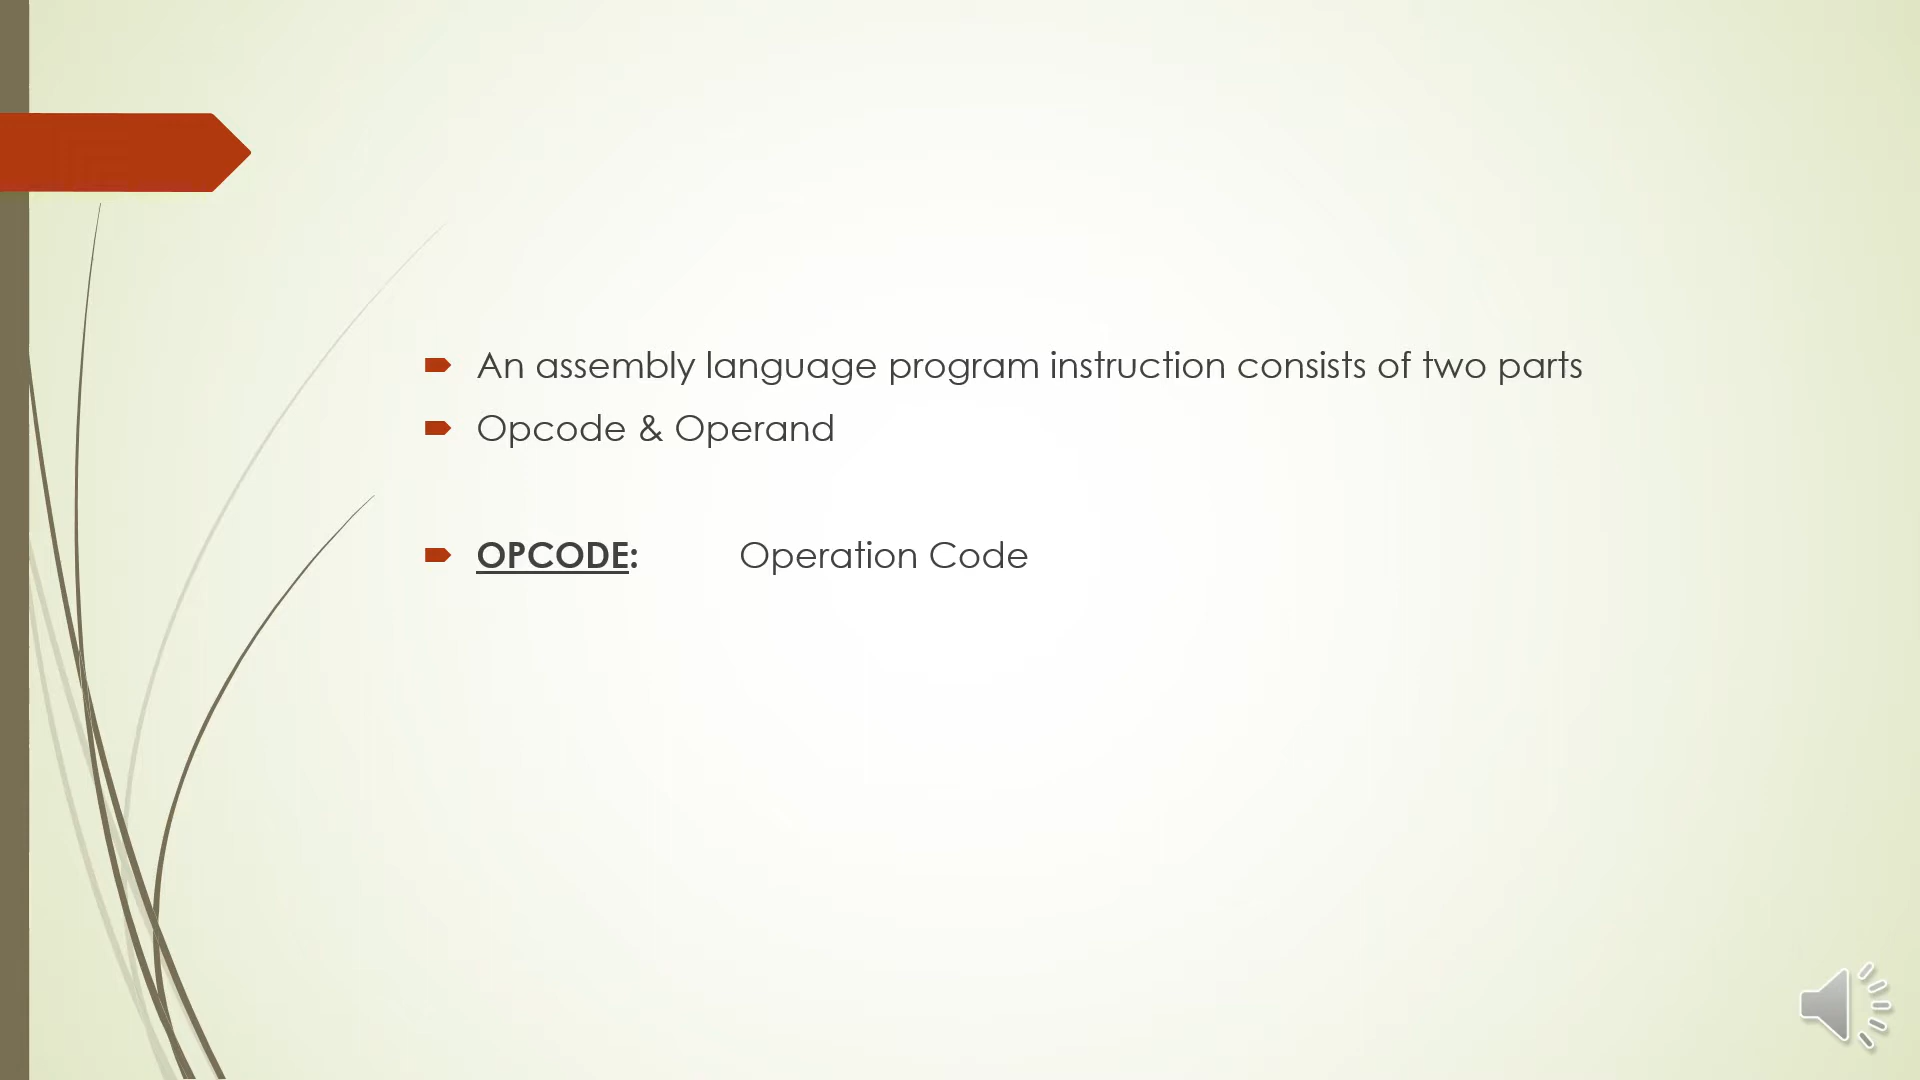 An assembly language program instruction consists of two parts
Opcode & Operand
OPCODE: Operation Code